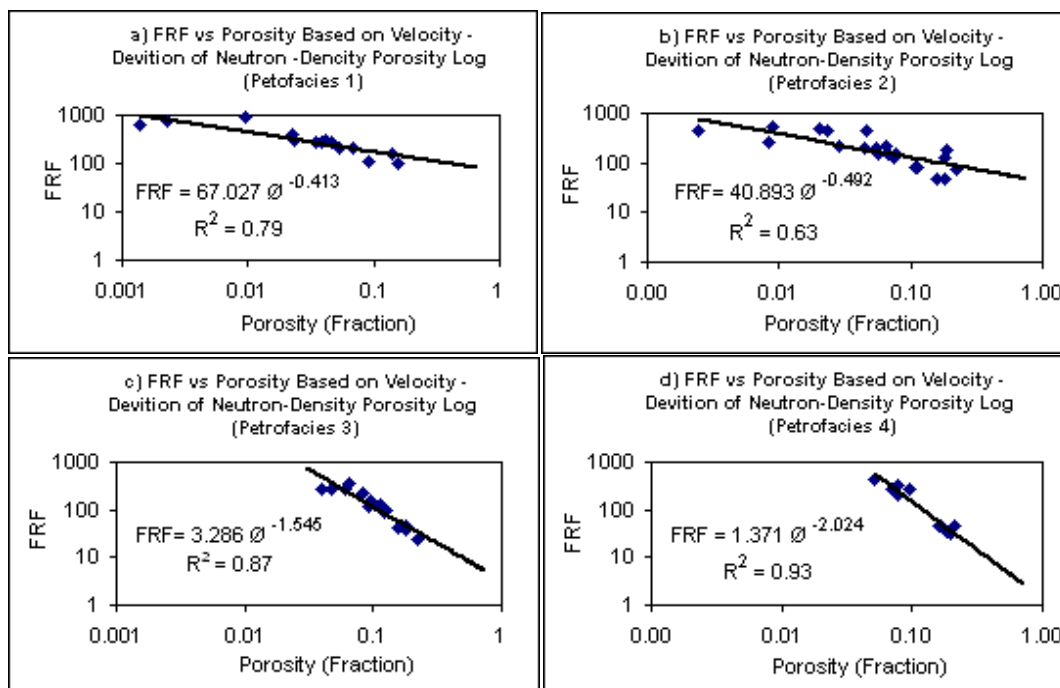 a) FRF vs Porosity Based on Velocity -
Devition of Neutron -Dencity Porosity Log
(Petofacies 1)
1000
100
10
1
FRF
FRF = 67.027 Ø -0.413
R² = 0.79
0.001 0.01 0.1 1
Porosity (Fraction)
b) FRF vs Porosity Based on Velocity -
Devition of Neutron-Density Porosity Log
(Petrofacies 2)
1000
100
10
1
FRF
FRF= 40.893 Ø -0.492
R² = 0.63
0.00 0.01 0.10 1.00
Porosity (Fraction)
c) FRF vs Porosity Based on Velocity -
Devition of Neutron-Density Porosity Log
(Petrofacies 3)
1000
100
10
1
FRF
FRF= 3.286 Ø -1.545
R² = 0.87
0.001 0.01 0.1 1
Porosity (Fraction)
d) FRF vs Porosity Based on Velocity -
Devition of Neutron-Density Porosity Log
(Petrofacies 4)
1000
100
10
1
FRF
FRF = 1.371 Ø -2.024
R² = 0.93
0.00 0.01 0.10 1.00
Porosity (Fraction)